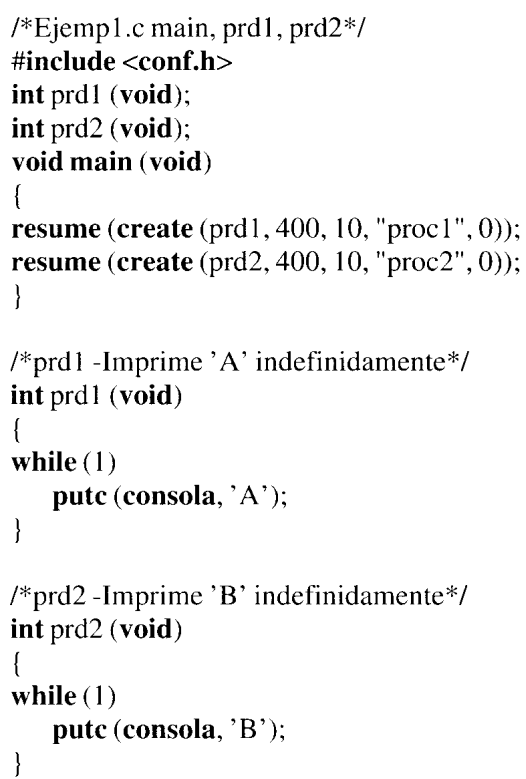 /*Ejemp1.c main, prd1, prd2*/
#include <conf.h>
int prd1 (void);
int prd2 (void);
void main (void)
{
resume (create (prd1, 400, 10, "proc1", 0));
resume (create (prd2, 400, 10, "proc2", 0));
}
/*prd1 -Imprime 'A' indefinidamente*/
int prd1 (void)
{
while (1)
putc (consola, 'A');
}
/*prd2 -Imprime 'B' indefinidamente*/
int prd2 (void)
{
while (1)
putc (consola, 'B');
}